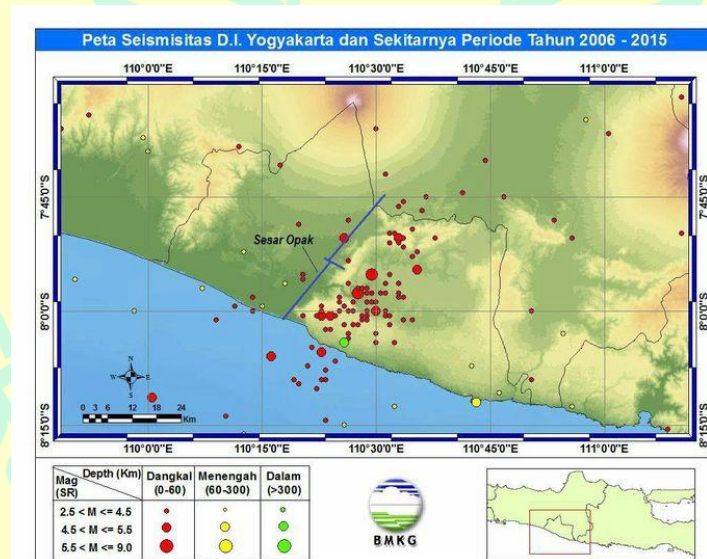 Peta Seismisitas D.I. Yogyakarta dan Sekitarnya Periode Tahun 2006 - 2015
110°0'0"E 110°15'0"E 110°30'0"E 110°45'0"E 111°0'0"E
7°45'0"S 7°45'0"S
Sesar Opak
8°0'0"S 8°0'0"S
N
W E
S
0 3 6 12 18 24
Km
8°15'0"S 8°15'0"S
110°0'0"E 110°15'0"E 110°30'0"E 110°45'0"E 111°0'0"E
Mag (SR) Depth (Km) Dangkal (0-60) Menengah (60-300) Dalam (>300)
2.5 < M <= 4.5
4.5 < M <= 5.5
5.5 < M <= 9.0
BMKG